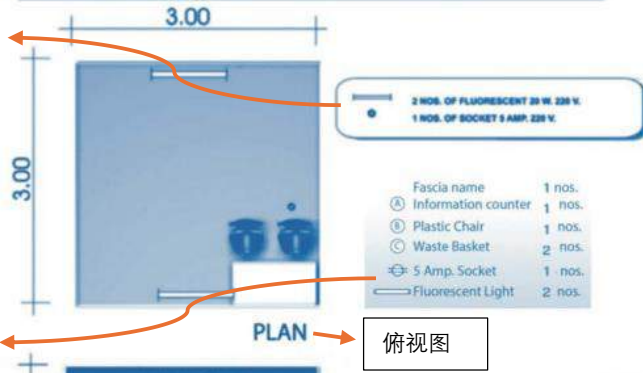 3.00
3.00
2 NOS. OF FLUORESCENT 20 W. 220 V.
1 NOS. OF SOCKET 5 AMP. 220 V.
Fascia name 1 nos.
A Information counter 1 nos.
B Plastic Chair 1 nos.
C Waste Basket 2 nos.
5 Amp. Socket 1 nos.
Fluorescent Light 2 nos.
PLAN
俯视图